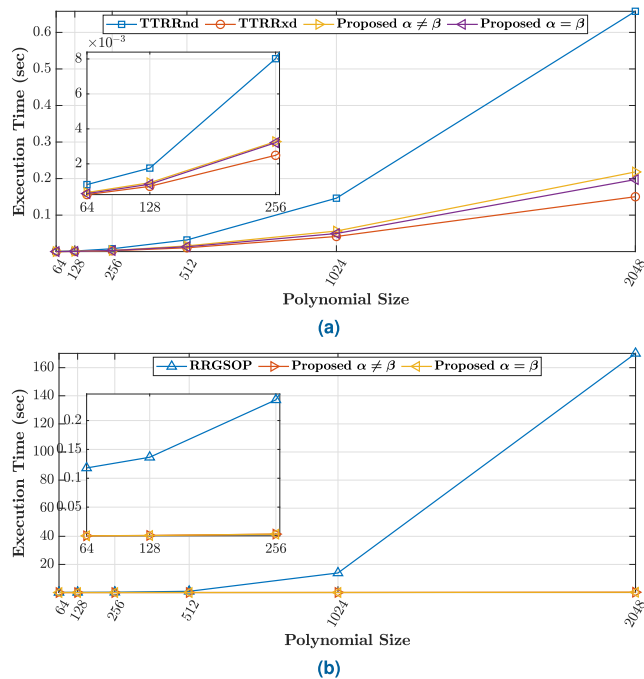 TTRRnd TTRRxd Proposed α ≠ β Proposed α = β
×10⁻³
8
6
4
2
64 128 256
0.6
0.5
0.4
0.3
0.2
0.1
Execution Time (sec)
64 128 256 512 1024 2048
Polynomial Size
(a)
RRGSOP Proposed α ≠ β Proposed α = β
0.2
0.15
0.1
0.05
64 128 256
160
140
120
100
80
60
40
20
Execution Time (sec)
64 128 256 512 1024 2048
Polynomial Size
(b)